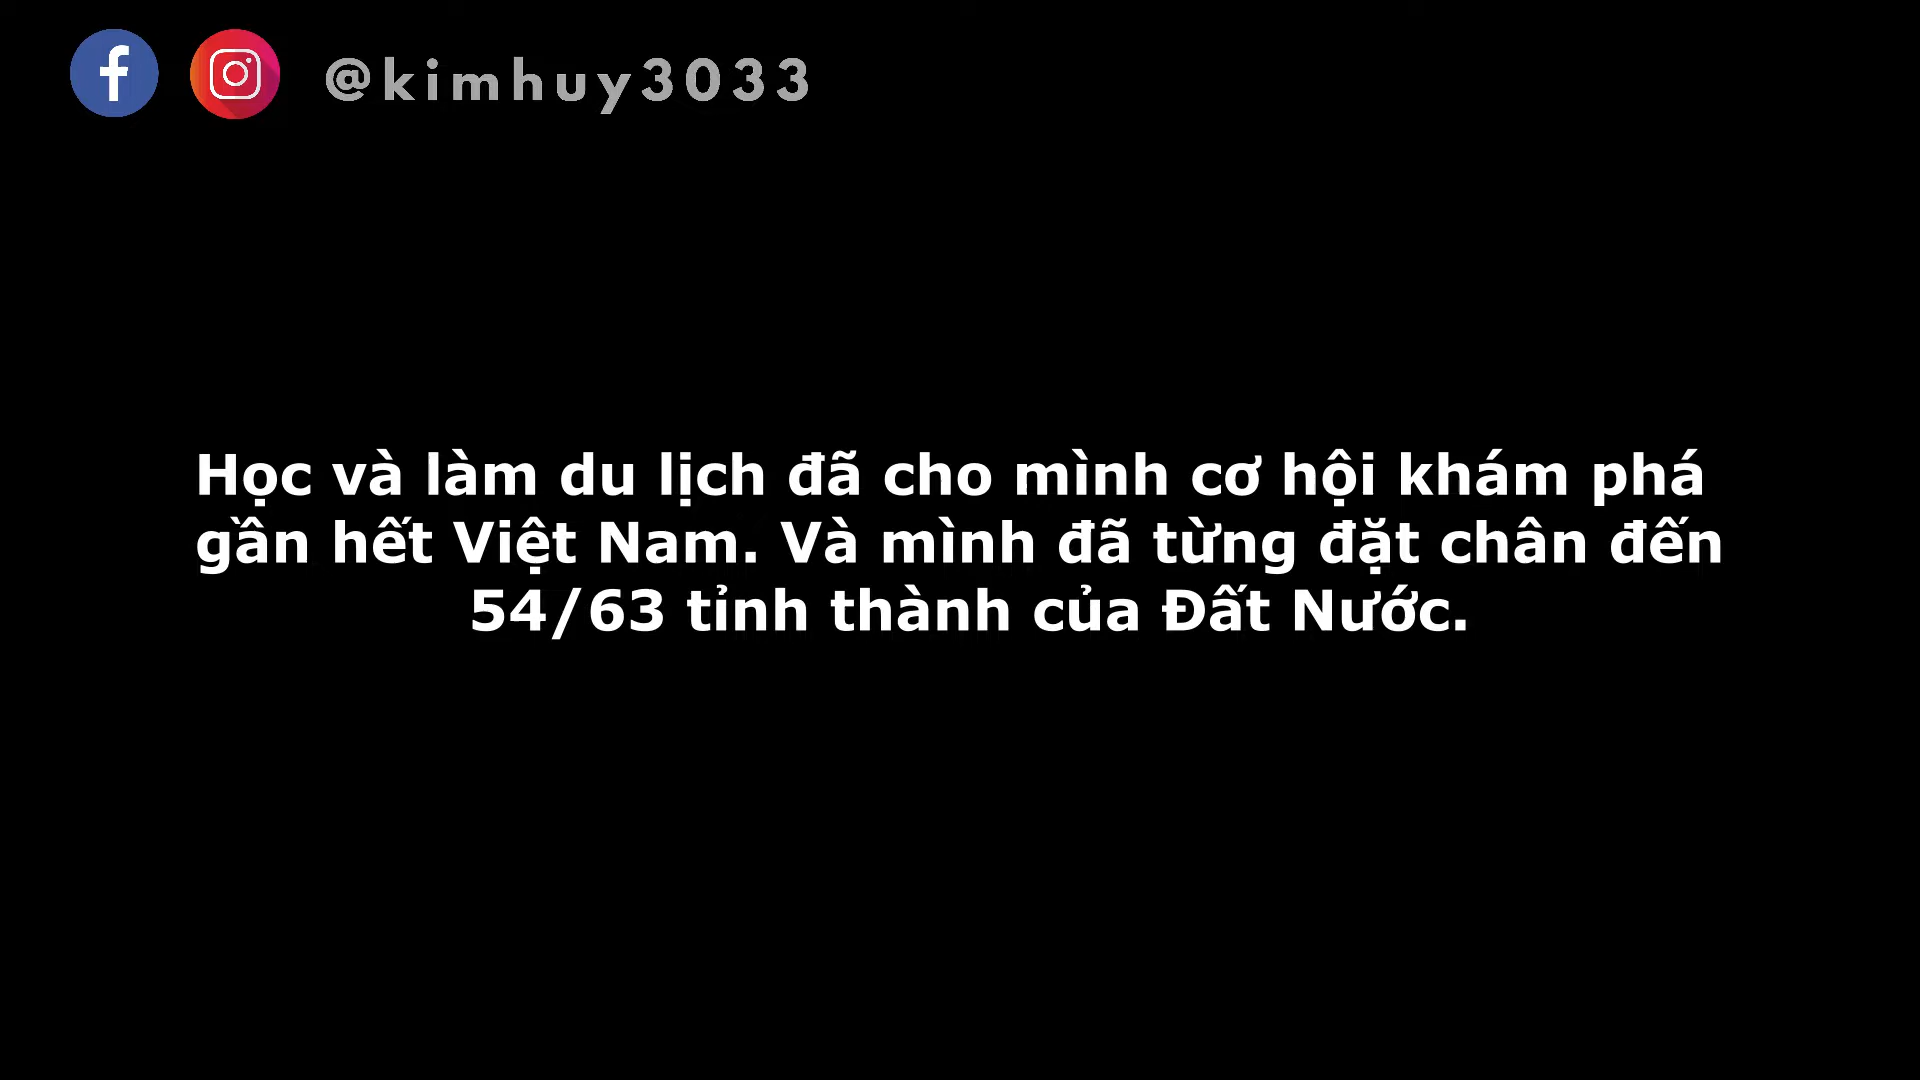 @kimhuy3033
Học và làm du lịch đã cho mình cơ hội khám phá
gần hết Việt Nam. Và mình đã từng đặt chân đến
54/63 tỉnh thành của Đất Nước.